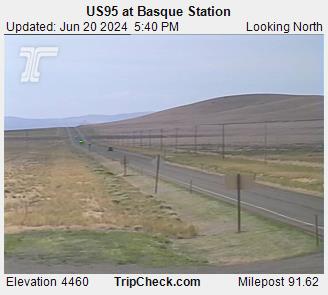 US95 at Basque Station
Updated: Jun 20 2024 5:40 PM Looking North
Elevation 4460 TripCheck.com Milepost 91.62